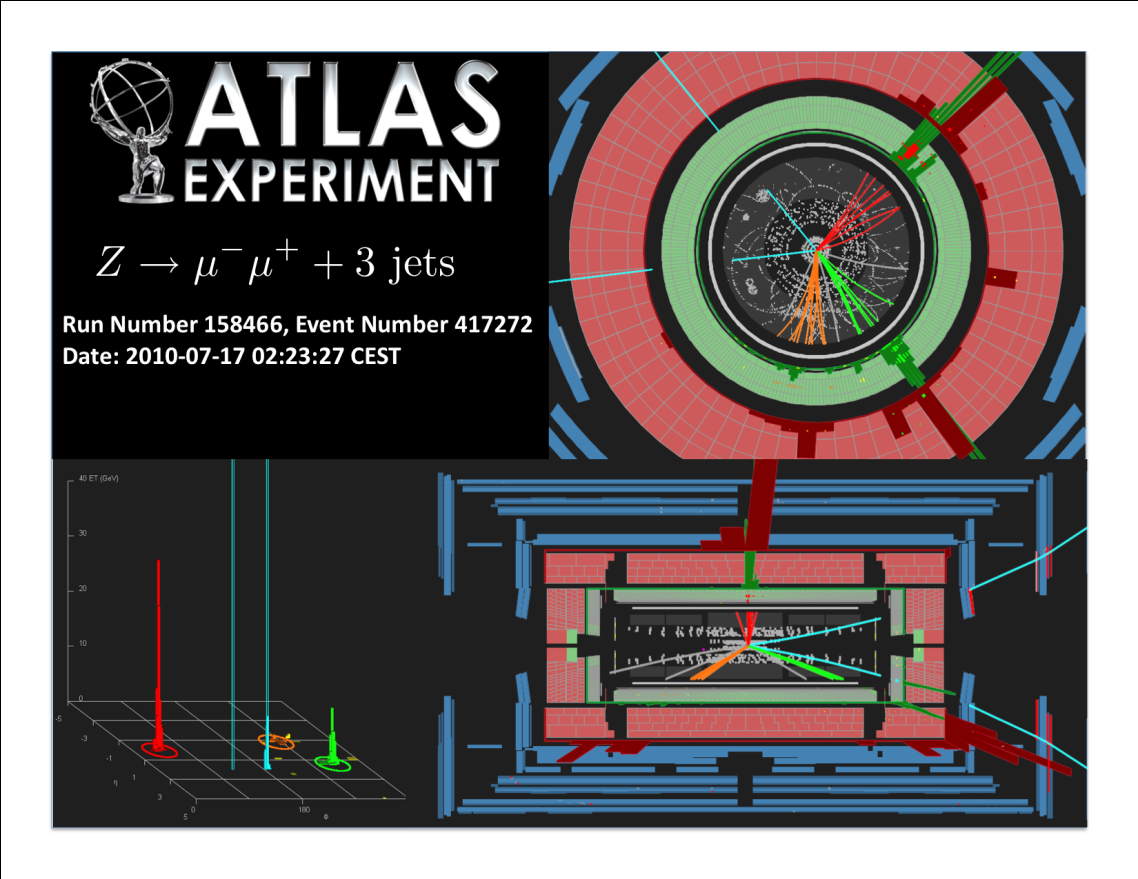 ATLAS
EXPERIMENT
Z → μ⁻μ⁺ + 3 jets
Run Number 158466, Event Number 417272
Date: 2010-07-17 02:23:27 CEST
40 ET (GeV)
30
20
10
0
-5
-3
-1
η
1
3
5
0
180
Φ